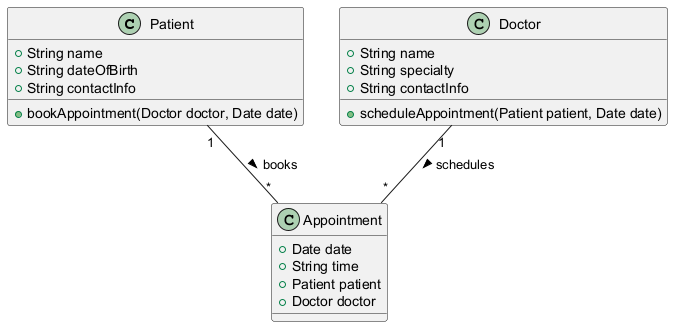 C Patient
+ String name
+ String dateOfBirth
+ String contactInfo
bookAppointment(Doctor doctor, Date date)
C Doctor
String name
String specialty
String contactInfo
scheduleAppointment(Patient patient, Date date)
1
1
books
schedules
*
*
C Appointment
Date date
String time
Patient patient
Doctor doctor